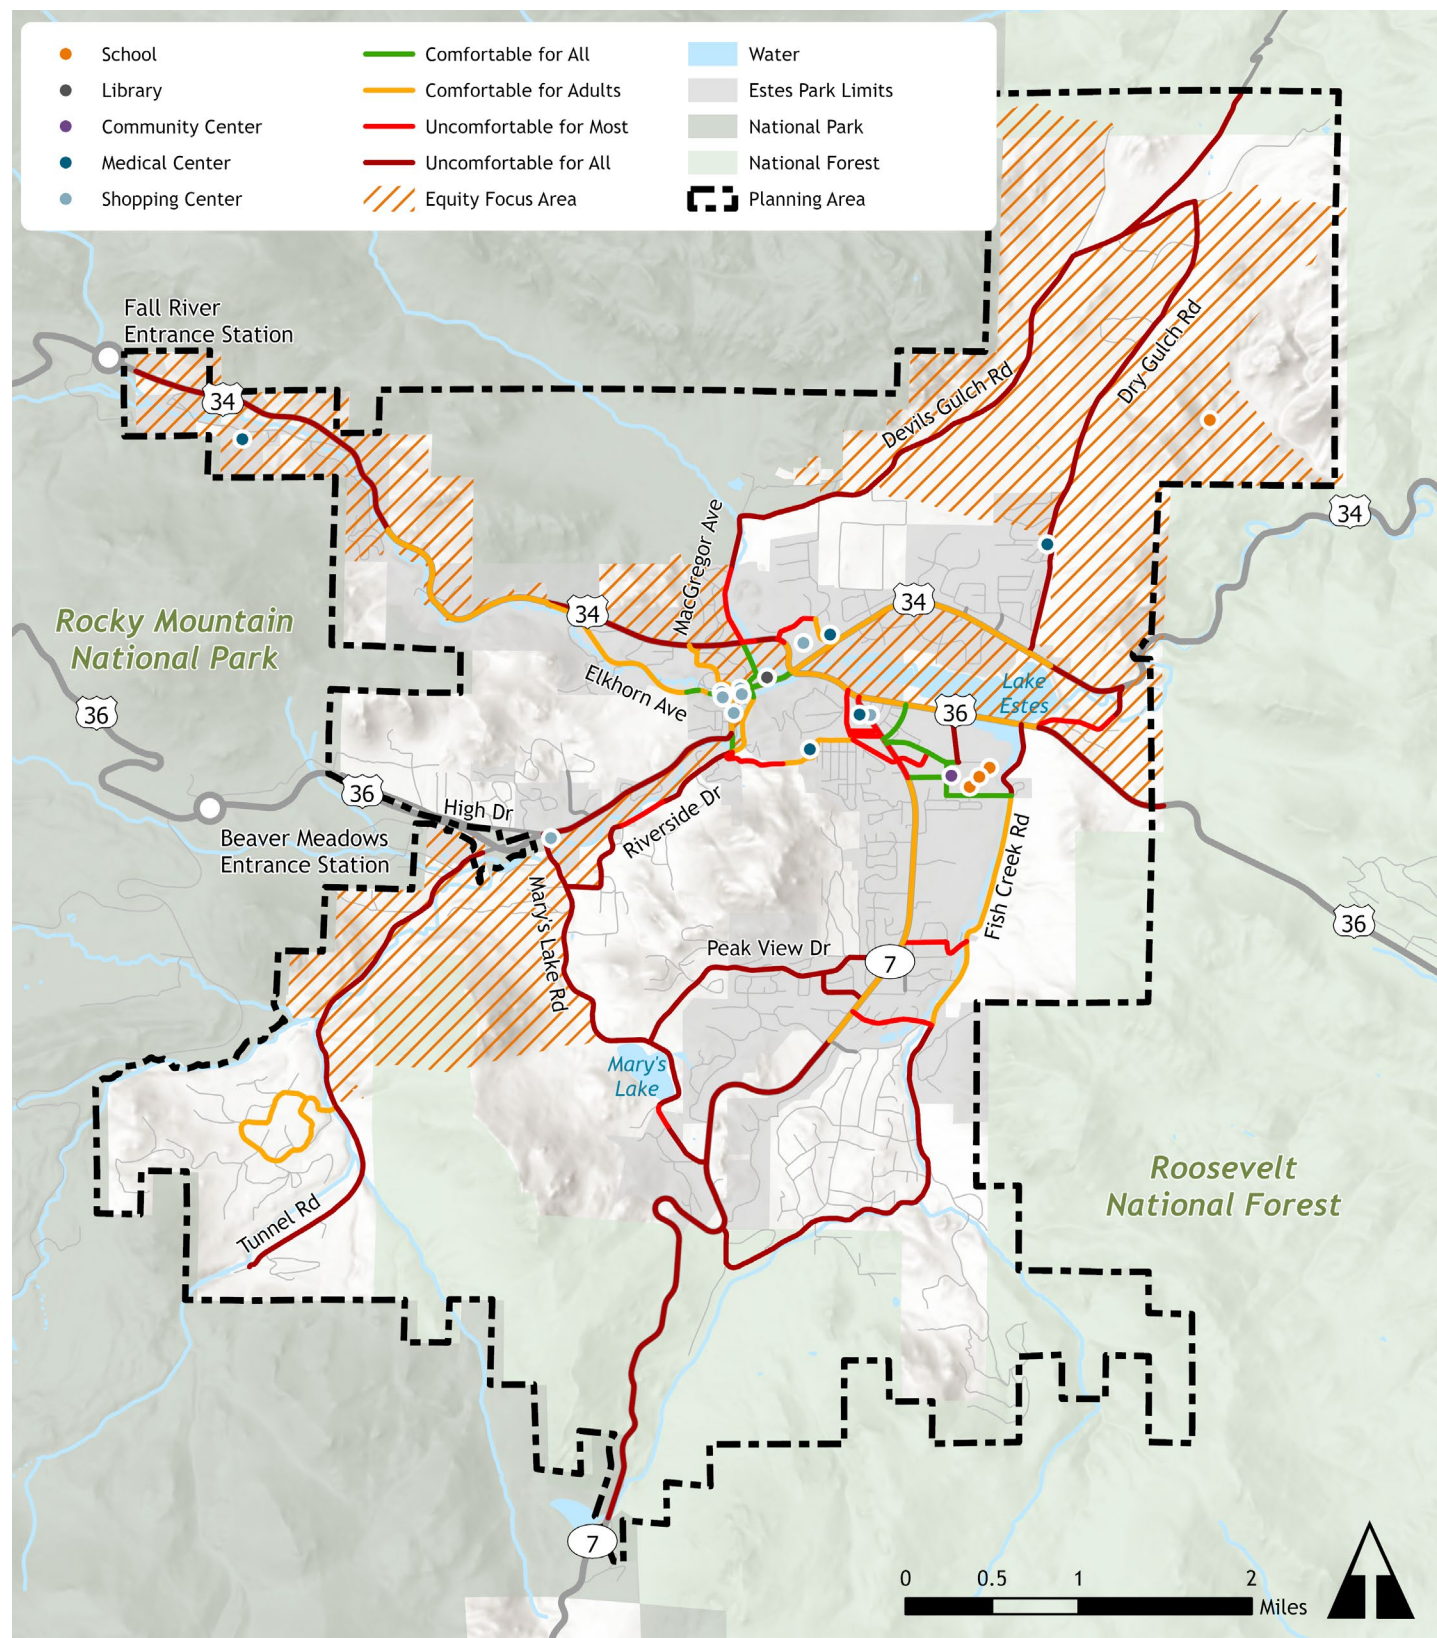 School
Library
Community Center
Medical Center
Shopping Center
Comfortable for All
Comfortable for Adults
Uncomfortable for Most
Uncomfortable for All
Equity Focus Area
Water
Estes Park Limits
National Park
National Forest
Planning Area
Fall River
Entrance Station
34
Devils Gulch Rd
Dry Gulch Rd
34
MacGregor Ave
34
34
Rocky Mountain
National Park
Elkhorn Ave
Lake
Estes
36
36
36
High Dr
Riverside Dr
Beaver Meadows
Entrance Station
Mary's Lake Rd
Fish Creek Rd
36
Peak View Dr
7
Mary's
Lake
Roosevelt
National Forest
Tunnel Rd
7
0 0.5 1 2
Miles